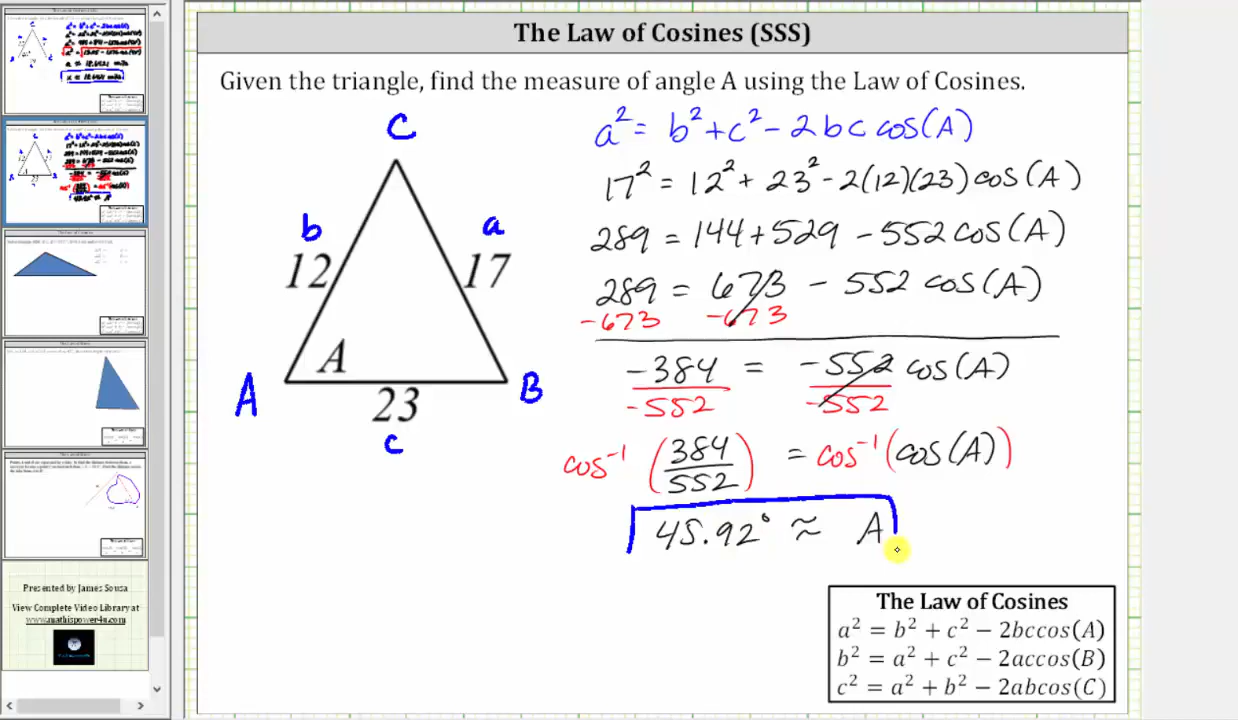 The Law of Cosines (SSS)
Given the triangle, find the measure of angle A using the Law of Cosines.
C
b
a
12
17
A
A
B
23
c
a² = b² + c² - 2bc cos(A)
17² = 12² + 23² - 2(12)(23) cos(A)
289 = 144 + 529 - 552 cos(A)
289 = 673 - 552 cos(A)
-673 -673
-384 = -552 cos(A)
-552 -552
cos⁻¹(384/552) = cos⁻¹(cos(A))
45.92° ≈ A
The Law of Cosines
a² = b² + c² − 2bccos(A)
b² = a² + c² − 2accos(B)
c² = a² + b² − 2abcos(C)
Presented by James Sousa
View Complete Video Library at
www.mathispower4u.com